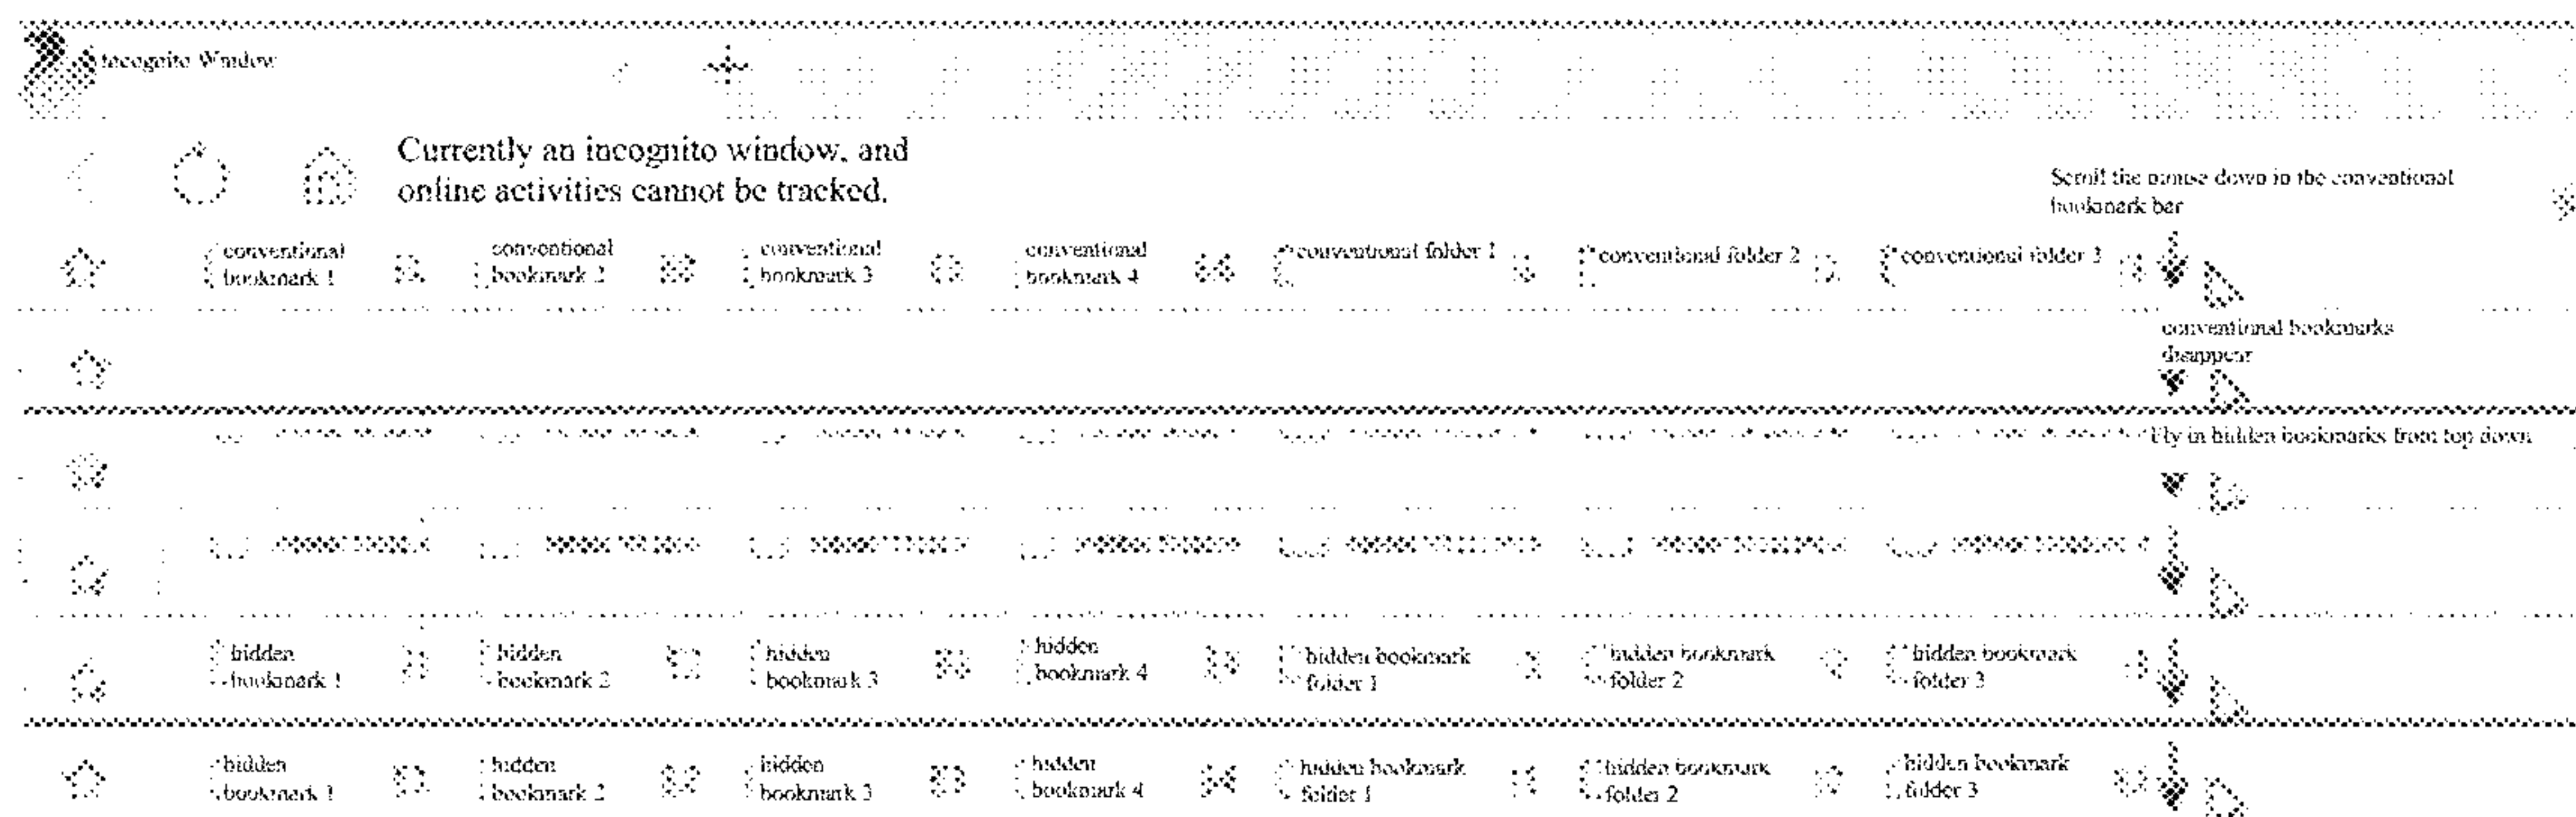 Incognito Window
Currently an incognito window, and
online activities cannot be tracked.
Scroll the mouse down in the conventional
bookmark bar
conventional
bookmark 1
conventional
bookmark 2
conventional
bookmark 3
conventional
bookmark 4
conventional folder 1
conventional folder 2
conventional folder 3
conventional bookmarks
disappear
Fly in hidden bookmarks from top down
hidden
bookmark 1
hidden
bookmark 2
hidden
bookmark 3
hidden
bookmark 4
hidden bookmark
folder 1
hidden bookmark
folder 2
hidden bookmark
folder 3
hidden
bookmark 1
hidden
bookmark 2
hidden
bookmark 3
hidden
bookmark 4
hidden bookmark
folder 1
hidden bookmark
folder 2
hidden bookmark
folder 3